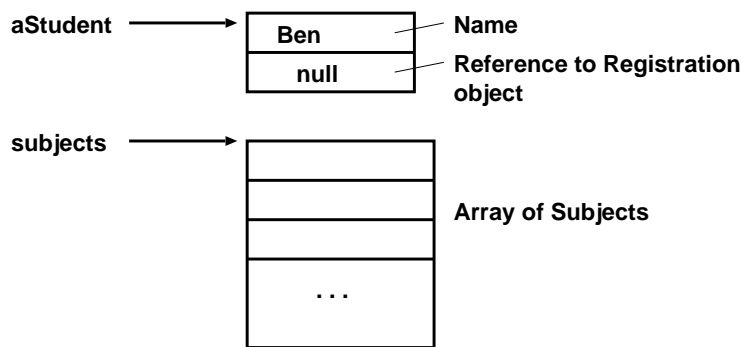 aStudent
Ben
Name
null
Reference to Registration
object
subjects
Array of Subjects
. . .